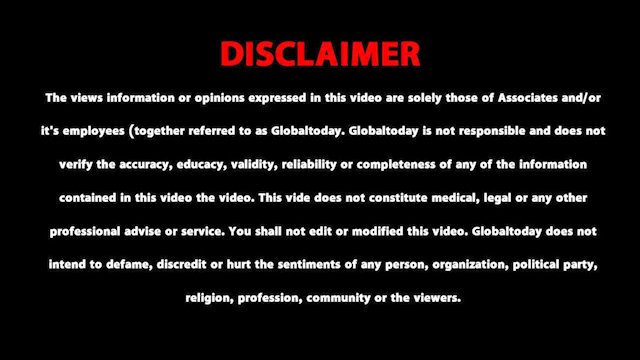 DISCLAIMER
The views information or opinions expressed in this video are solely those of Associates and/or
it's employees (together referred to as Globaltoday. Globaltoday is not responsible and does not
verify the accuracy, educacy, validity, reliability or completeness of any of the information
contained in this video the video. This vide does not constitute medical, legal or any other
professional advise or service. You shall not edit or modified this video. Globaltoday does not
intend to defame, discredit or hurt the sentiments of any person, organization, political party,
religion, profession, community or the viewers.